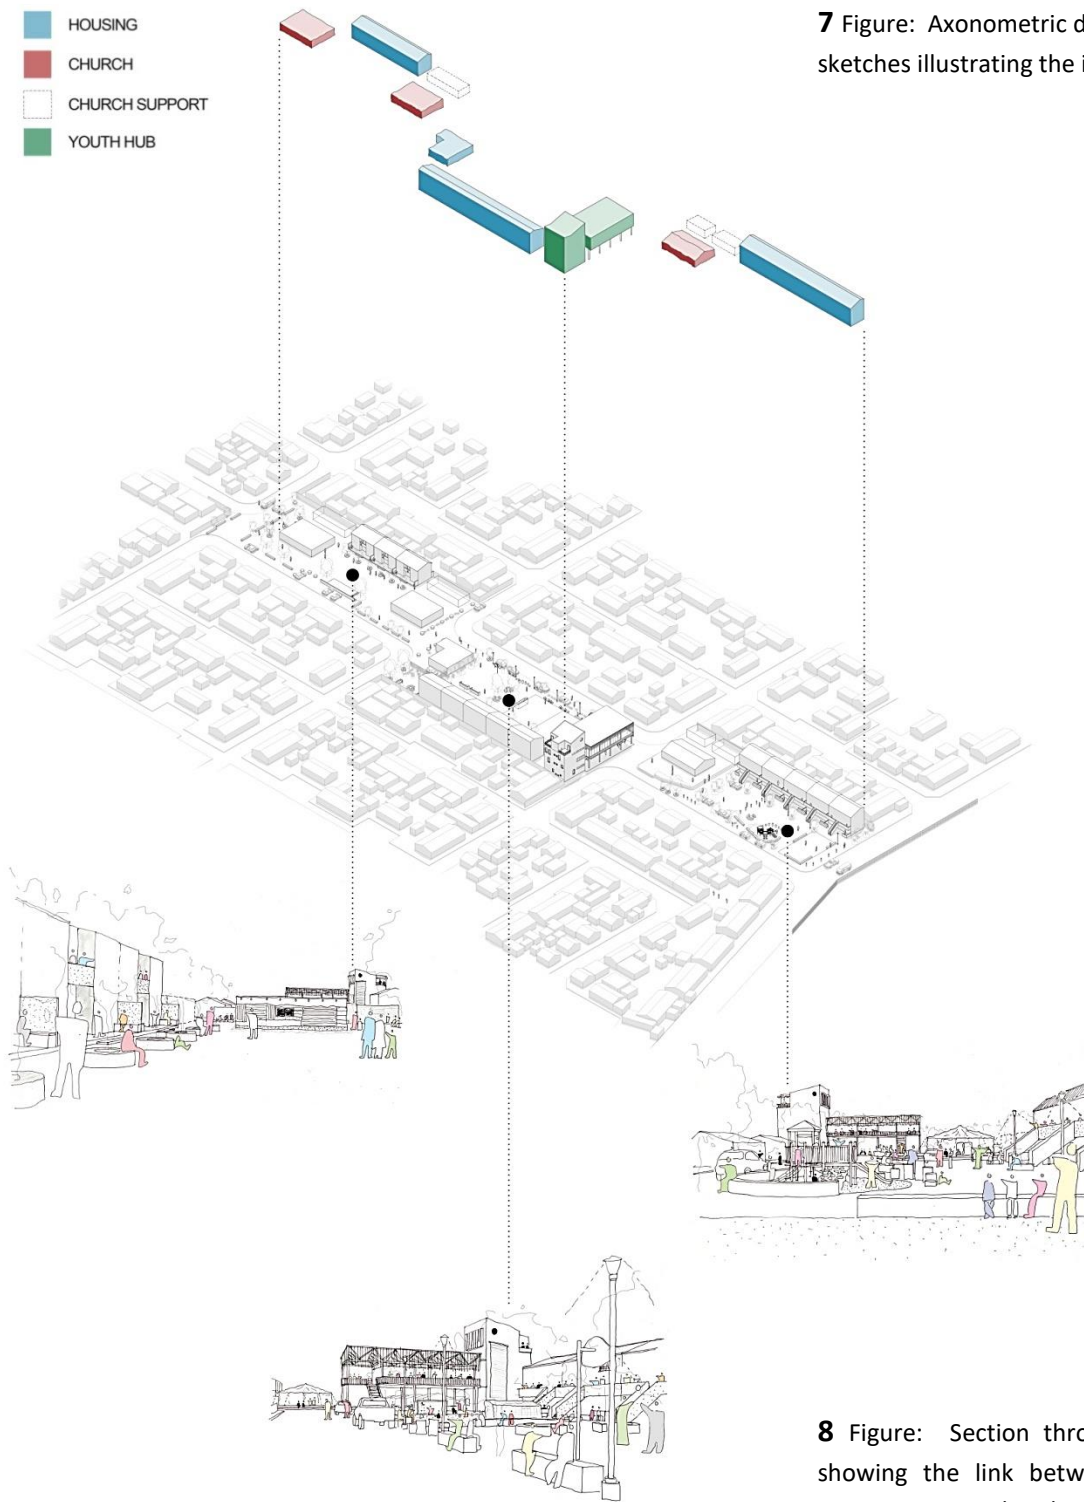 HOUSING
CHURCH
CHURCH SUPPORT
YOUTH HUB
7 Figure: Axonometric d
sketches illustrating the i
8 Figure: Section thro
showing the link betw